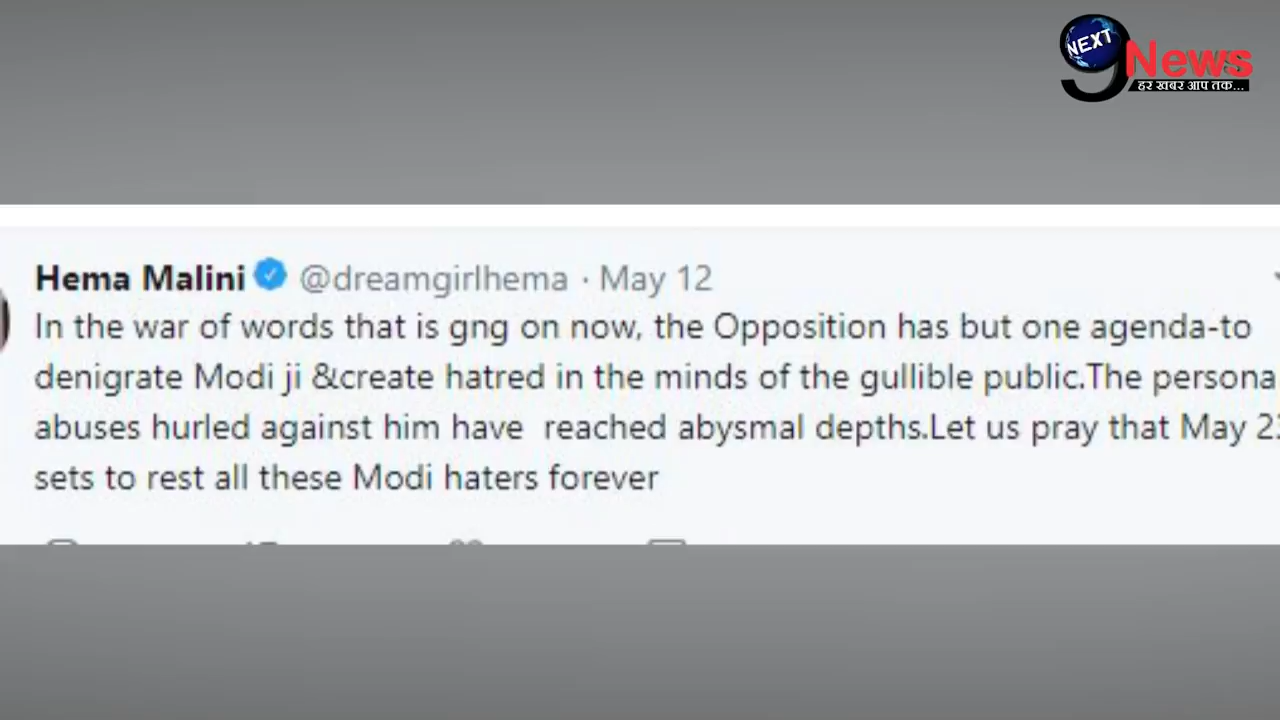 NEXT
9 News
हर खबर आप तक...
Hema Malini @dreamgirlhema · May 12
In the war of words that is gng on now, the Opposition has but one agenda-to
denigrate Modi ji &create hatred in the minds of the gullible public.The persona
abuses hurled against him have reached abysmal depths.Let us pray that May
sets to rest all these Modi haters forever